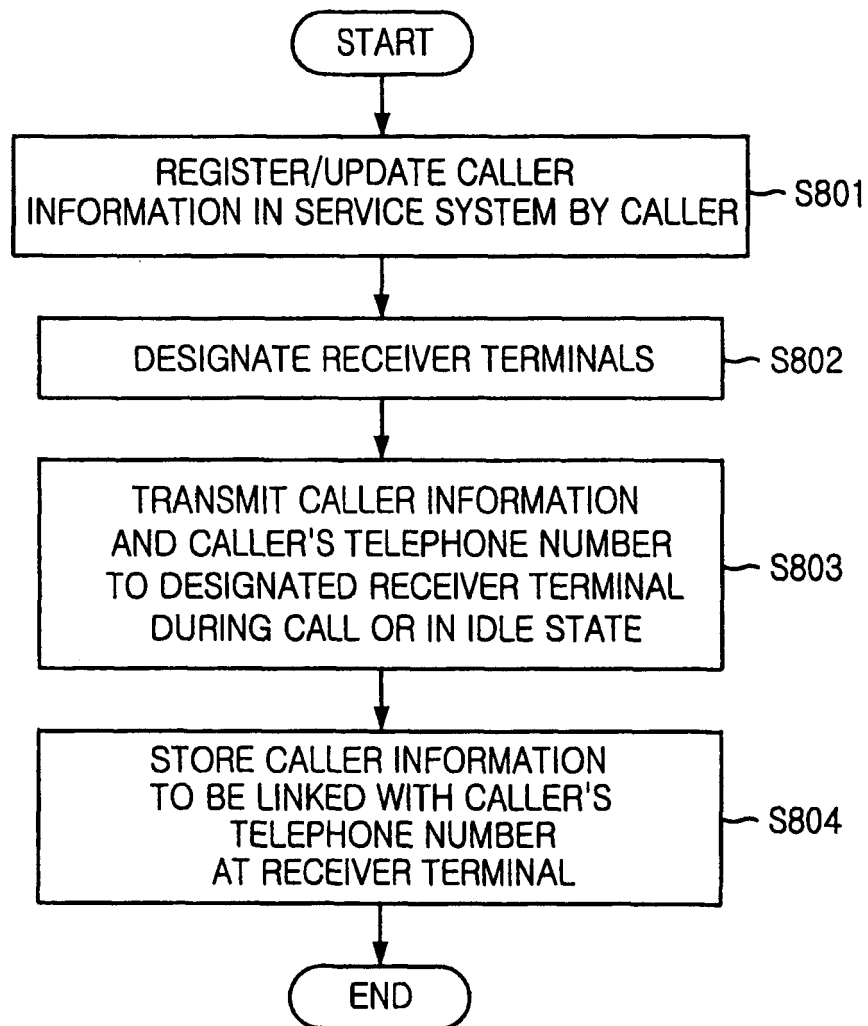 START
REGISTER/UPDATE CALLER
INFORMATION IN SERVICE SYSTEM BY CALLER
S801
DESIGNATE RECEIVER TERMINALS
S802
TRANSMIT CALLER INFORMATION
AND CALLER'S TELEPHONE NUMBER
TO DESIGNATED RECEIVER TERMINAL
DURING CALL OR IN IDLE STATE
S803
STORE CALLER INFORMATION
TO BE LINKED WITH CALLER'S
TELEPHONE NUMBER
AT RECEIVER TERMINAL
S804
END